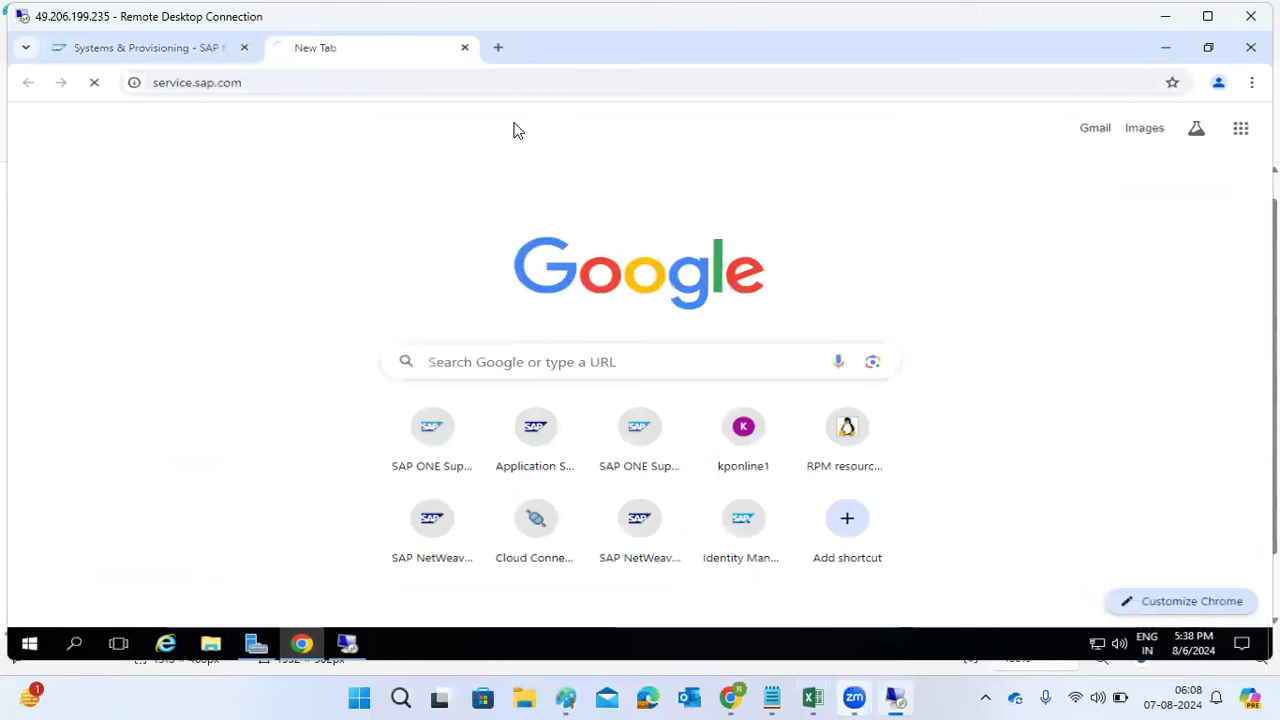 49.206.199.235 - Remote Desktop Connection
Systems & Provisioning - SAP
New Tab
service.sap.com
Gmail Images
Google
Search Google or type a URL
SAP ONE Sup... Application S... SAP ONE Sup... kponline1 RPM resourc...
SAP NetWeav... Cloud Conne... SAP NetWeav... Identity Man... Add shortcut
Customize Chrome
ENG 5:38 PM
IN 8/6/2024
1 06:08
07-08-2024